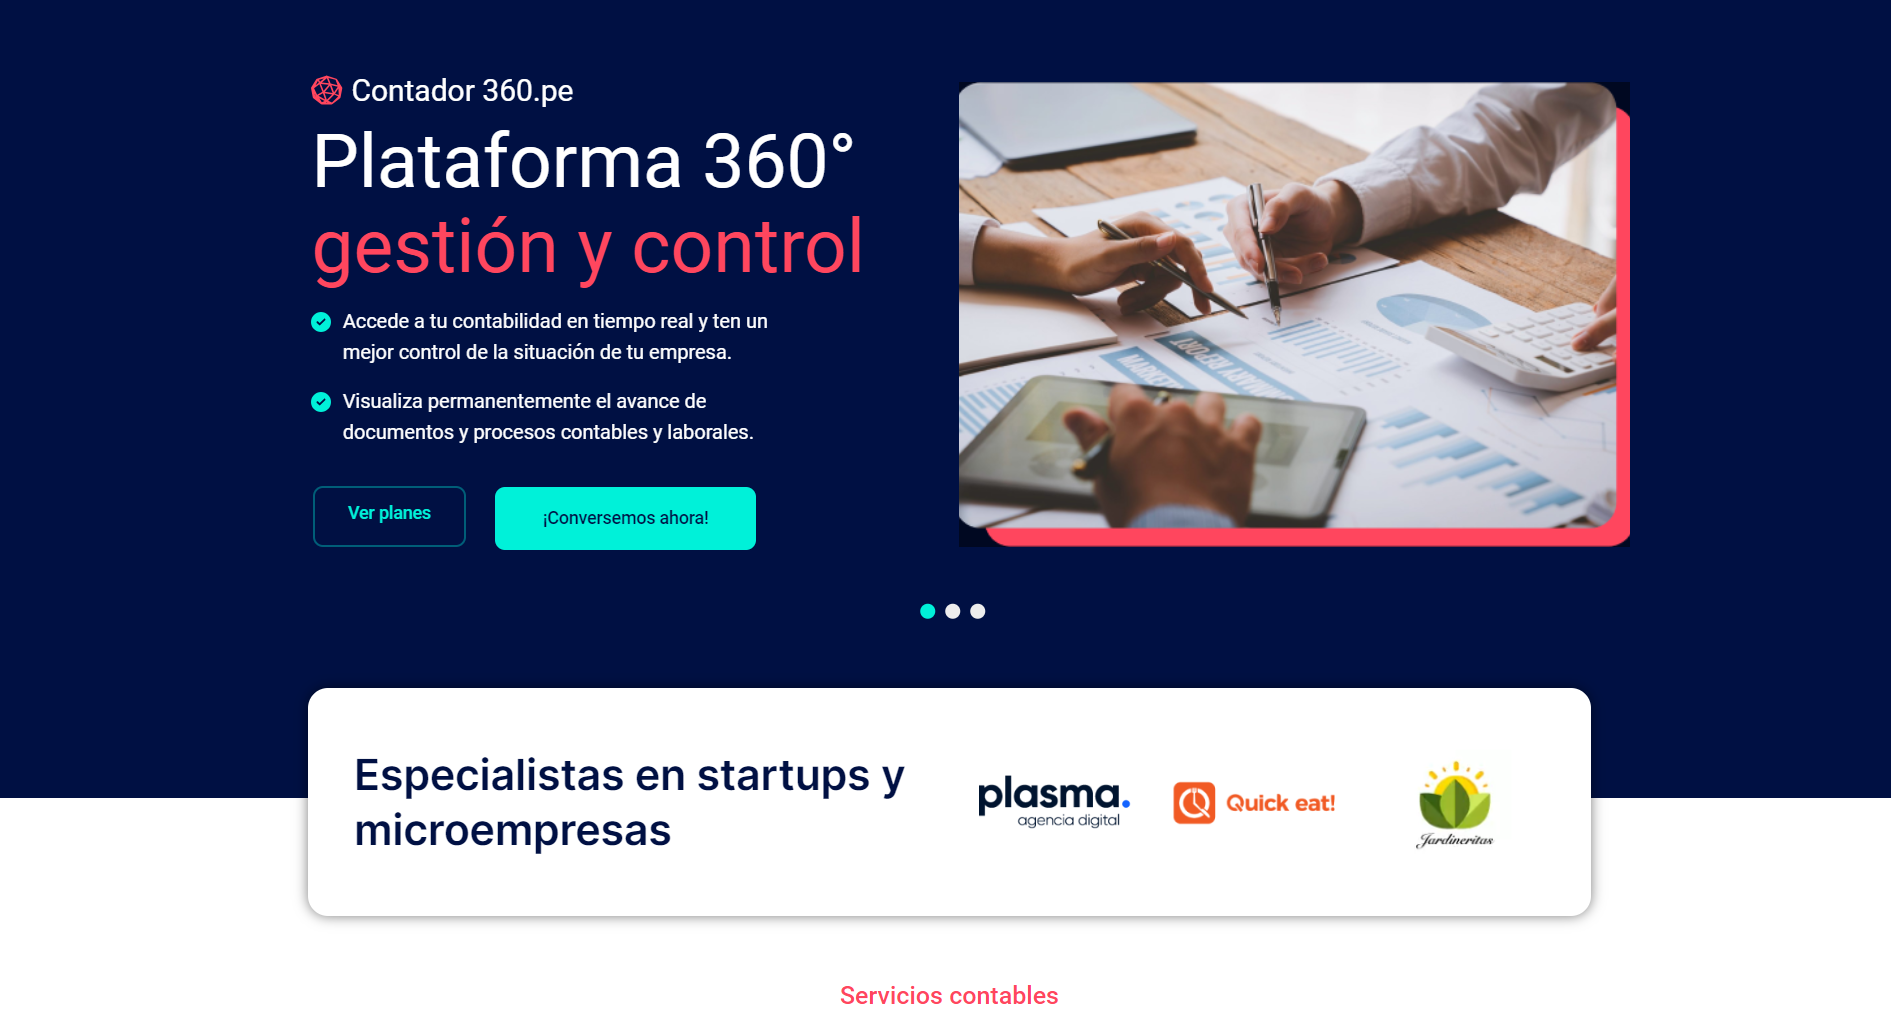 Contador 360.pe
Plataforma 360°
gestión y control
Accede a tu contabilidad en tiempo real y ten un
mejor control de la situación de tu empresa.
Visualiza permanentemente el avance de
documentos y procesos contables y laborales.
Ver planes
¡Conversemos ahora!
Especialistas en startups y
microempresas
plasma.
agencia digital
Quick eat!
Jardineritas
Servicios contables